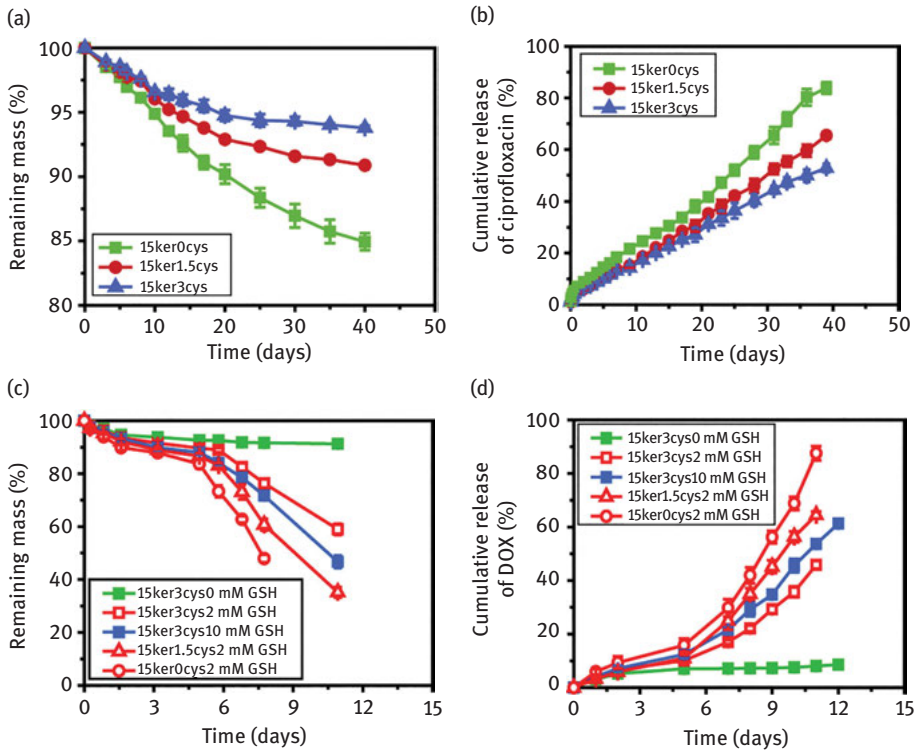 (a)
Remaining mass (%)
100
95
90
85
80
15ker0cys
15ker1.5cys
15ker3cys
0 10 20 30 40 50
Time (days)
(b)
Cumulative release
of ciprofloxacin (%)
100
80
60
40
20
0
15ker0cys
15ker1.5cys
15ker3cys
0 10 20 30 40 50
Time (days)
(c)
Remaining mass (%)
100
80
60
40
20
0
15ker3cys0 mM GSH
15ker3cys2 mM GSH
15ker3cys10 mM GSH
15ker1.5cys2 mM GSH
15ker0cys2 mM GSH
0 3 6 9 12 15
Time (days)
(d)
Cumulative release
of DOX (%)
100
80
60
40
20
0
15ker3cys0 mM GSH
15ker3cys2 mM GSH
15ker3cys10 mM GSH
15ker1.5cys2 mM GSH
15ker0cys2 mM GSH
0 3 6 9 12 15
Time (days)